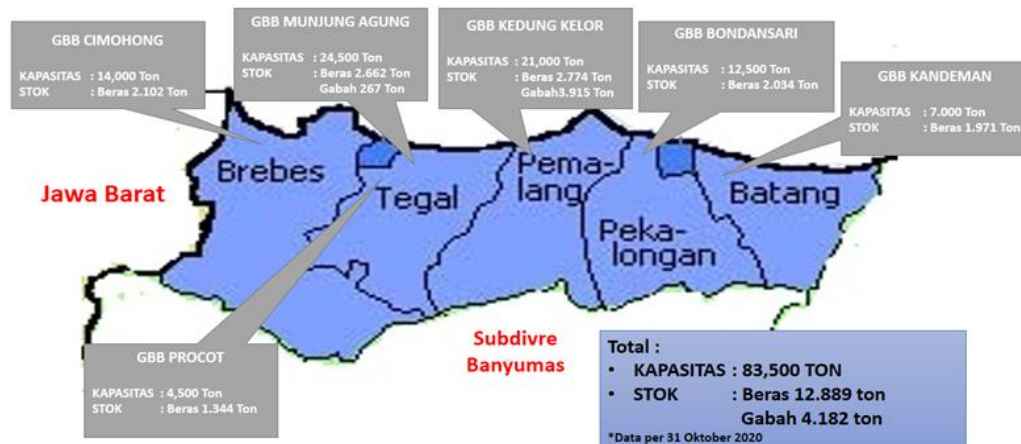 GBB CIMOHONG
KAPASITAS : 14,000 Ton
STOK : Beras 2.102 Ton
GBB MUNJUNG AGUNG
KAPASITAS : 24,500 Ton
STOK : Beras 2.662 Ton
Gabah 267 Ton
GBB KEDUNG KELOR
KAPASITAS : 21,000 Ton
STOK : Beras 2.774 Ton
Gabah3.915 Ton
GBB BONDANSARI
KAPASITAS : 12,500 Ton
STOK : Beras 2.034 Ton
GBB KANDEMAN
KAPASITAS : 7.000 Ton
STOK : Beras 1.971 Ton
Jawa Barat
Brebes
Tegal
Pema-
lang
Peka-
longan
Batang
GBB PROCOT
KAPASITAS : 4,500 Ton
STOK : Beras 1.344 Ton
Subdivre
Banyumas
Total :
• KAPASITAS : 83,500 TON
• STOK : Beras 12.889 ton
Gabah 4.182 ton
*Data per 31 Oktober 2020